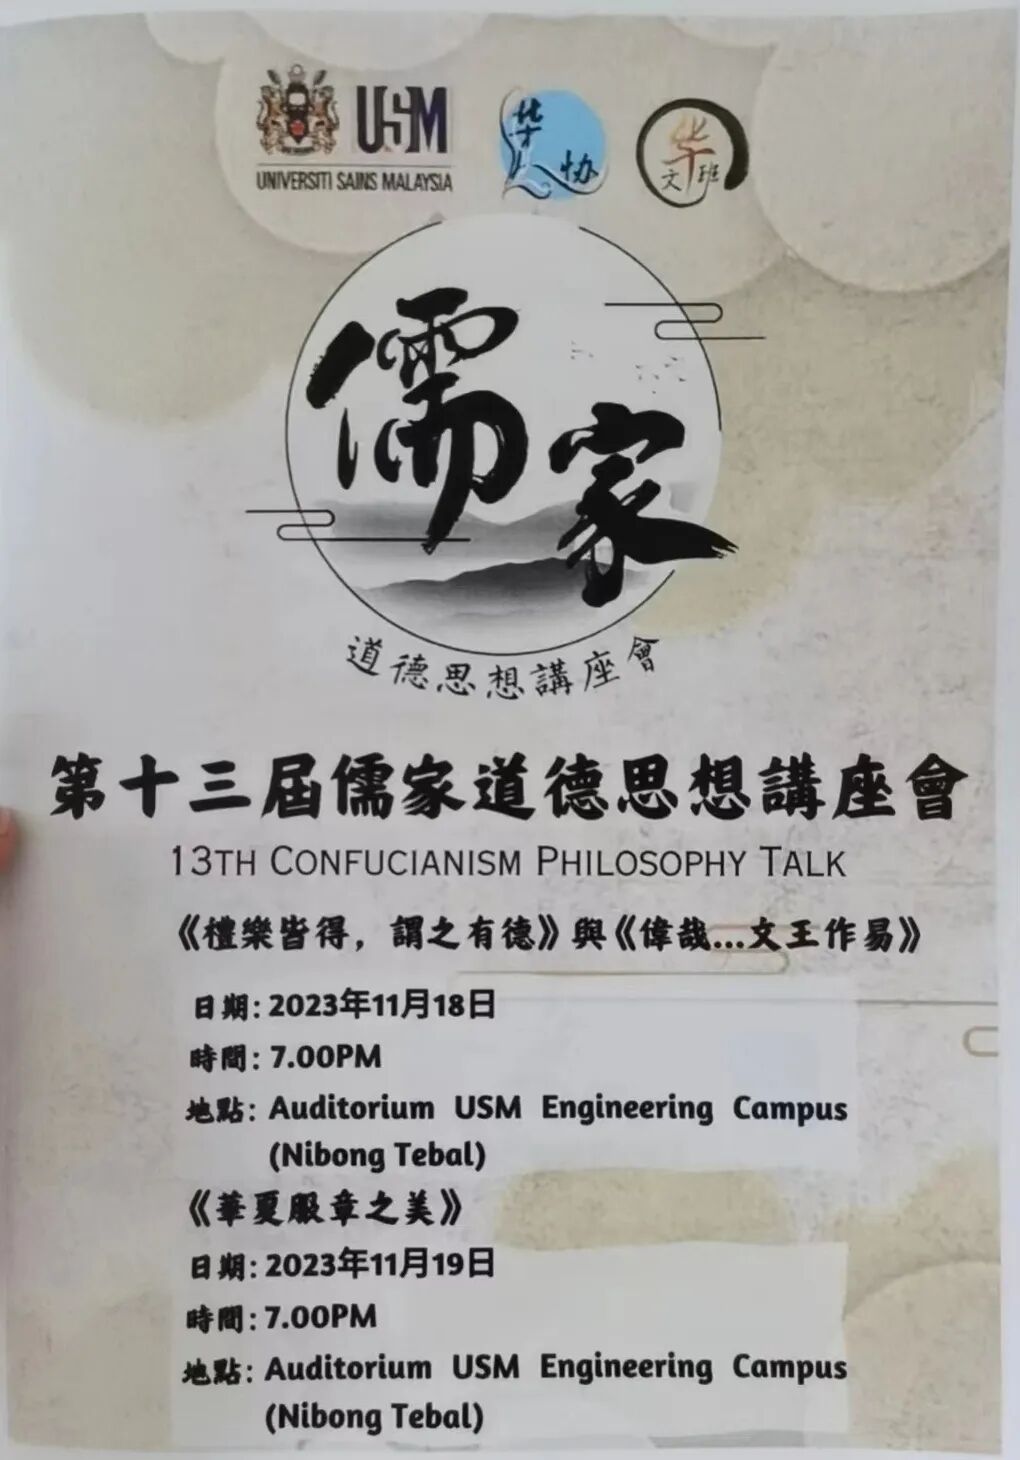 USM
UNIVERSITI SAINS MALAYSIA
华
协
华
文 班
儒家
道德思想講座會
第十三屆儒家道德思想講座會
13TH CONFUCIANISM PHILOSOPHY TALK
《禮樂皆得，謂之有德》與《偉哉...文王作易》
日期: 2023年11月18日
時間: 7.00PM
地點: Auditorium USM Engineering Campus
(Nibong Tebal)
《華夏服章之美》
日期: 2023年11月19日
時間: 7.00PM
地點: Auditorium USM Engineering Campus
(Nibong Tebal)